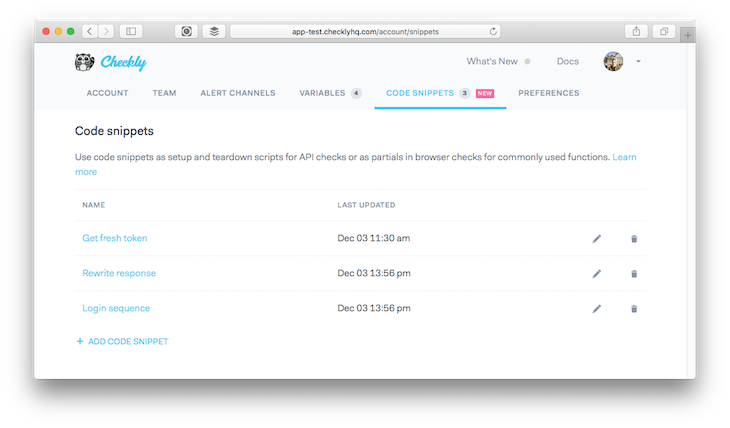 app-test.checklyhq.com/account/snippets
Checkly What's New Docs
ACCOUNT TEAM ALERT CHANNELS VARIABLES 4 CODE SNIPPETS 3 NEW PREFERENCES
Code snippets
Use code snippets as setup and teardown scripts for API checks or as partials in browser checks for commonly used functions. Learn
more
NAME LAST UPDATED
Get fresh token Dec 03 11:30 am
Rewrite response Dec 03 13:56 pm
Login sequence Dec 03 13:56 pm
+ ADD CODE SNIPPET